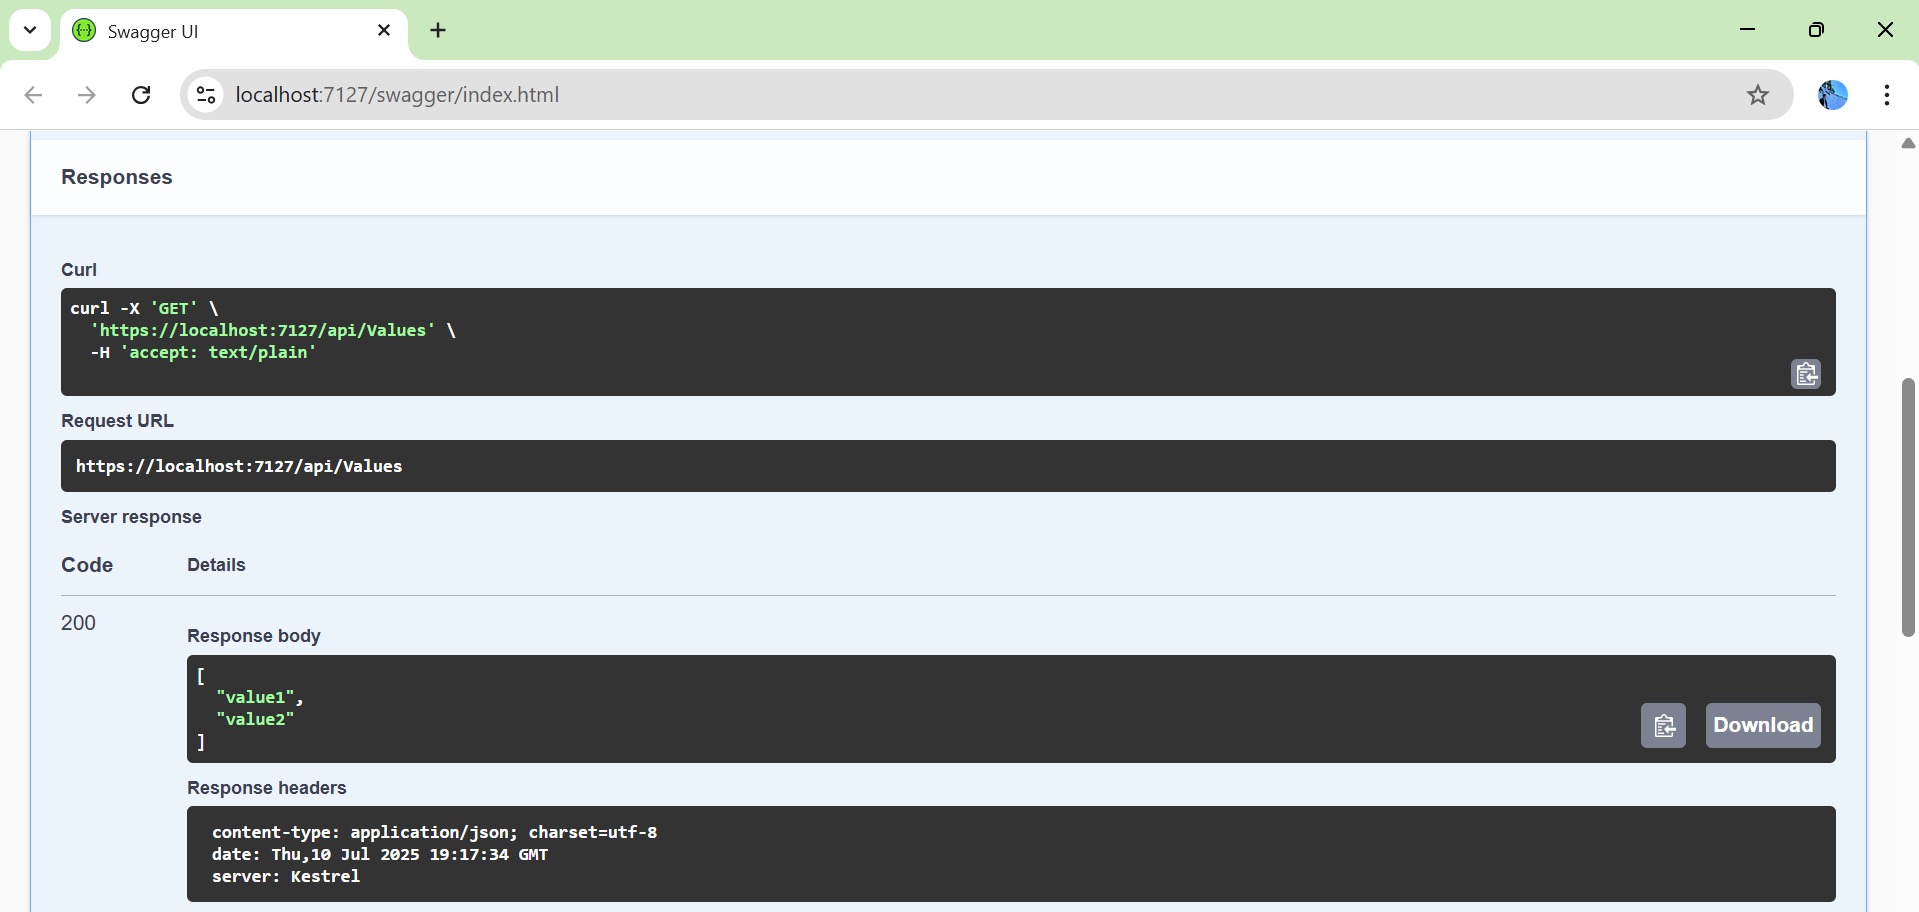 Swagger UI
localhost:7127/swagger/index.html
Responses
Curl
curl -X 'GET' \
  'https://localhost:7127/api/Values' \
  -H 'accept: text/plain'
Request URL
https://localhost:7127/api/Values
Server response
Code Details
200
Response body
[
  "value1",
  "value2"
]
Download
Response headers
content-type: application/json; charset=utf-8
date: Thu,10 Jul 2025 19:17:34 GMT
server: Kestrel